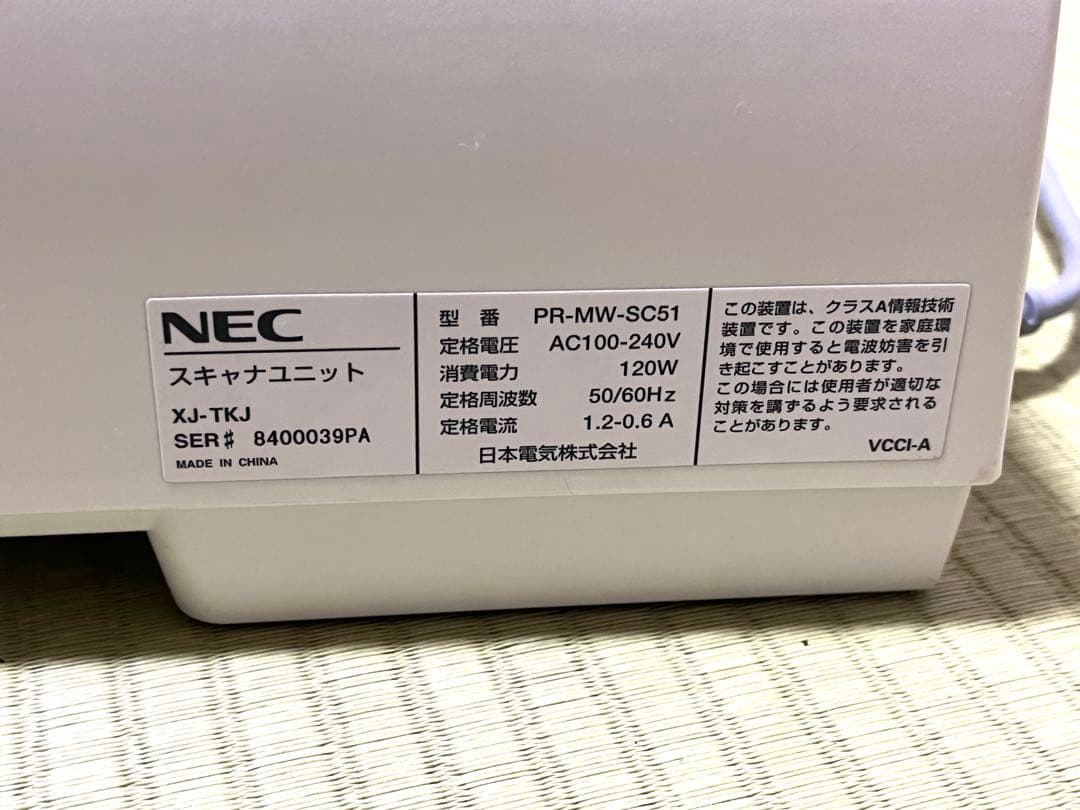 NEC
スキャナユニット
XJ-TKJ
SER♯ 8400039PA
MADE IN CHINA
型 番 PR-MW-SC51
定格電圧 AC100-240V
消費電力 120W
定格周波数 50/60Hz
定格電流 1.2-0.6 A
日本電気株式会社
この装置は、クラスA情報技術
装置です。この装置を家庭環
境で使用すると電波妨害を引
き起こすことがあります。
この場合には使用者が適切な
対策を講ずるよう要求される
ことがあります。
VCCI-A